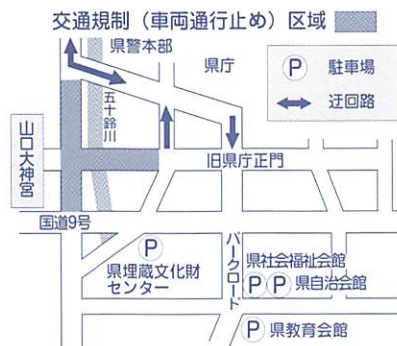 交通規制（車両通行止め）区域
県警本部
県庁
P 駐車場
迂回路
五十鈴川
山口大神宮
旧県庁正門
国道9号
パークロード
P
県埋蔵文化財
センター
県社会福祉会館
P P 県自治会館
P 県教育会館